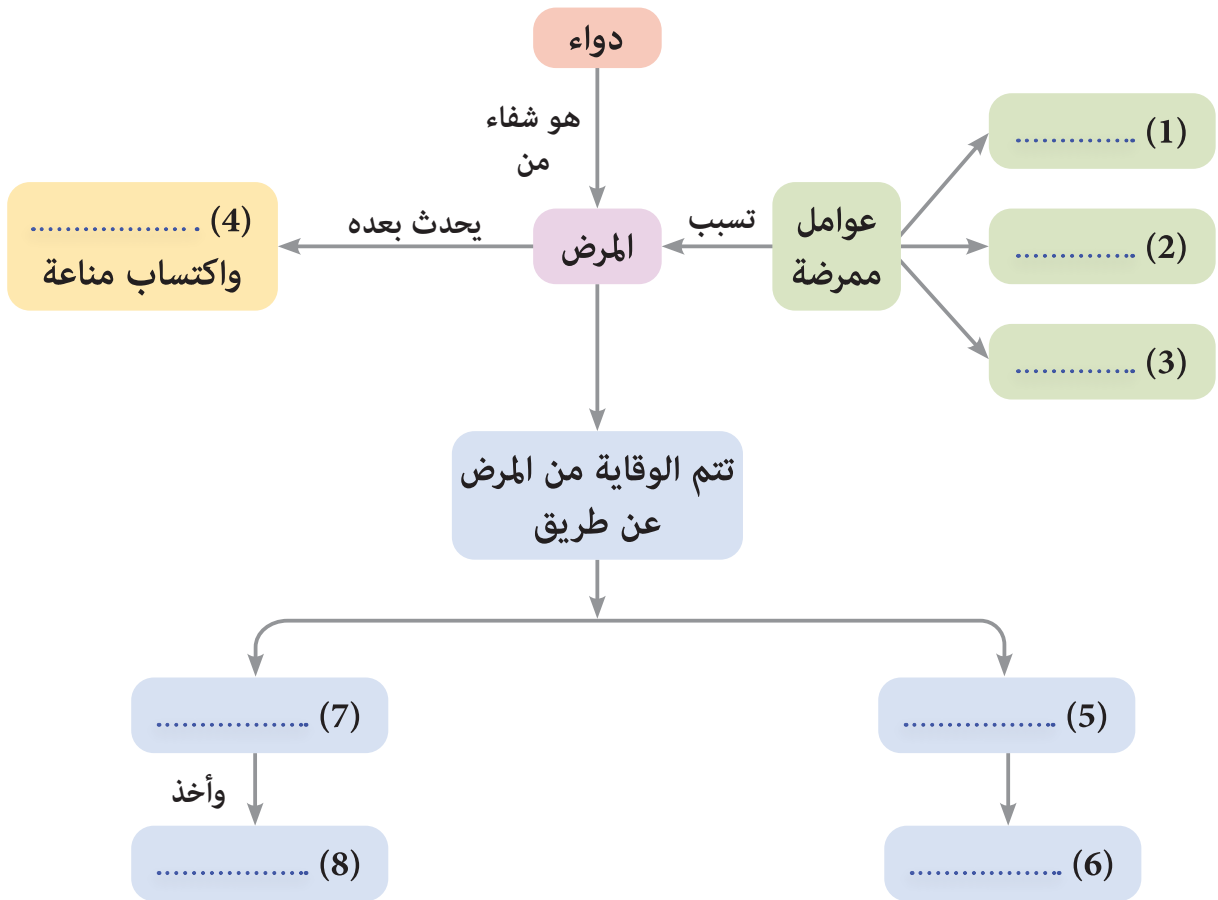 دواء
هو شفاء
من
(1) ..............
(2) ..............
(3) ..............
عوامل
ممرضة
تسبب
المرض
يحدث بعده
(4) . ..................
واكتساب مناعة
تتم الوقاية من المرض
عن طريق
(5) ..................
(6) ..................
(7) ..................
وأخذ
(8) ..................